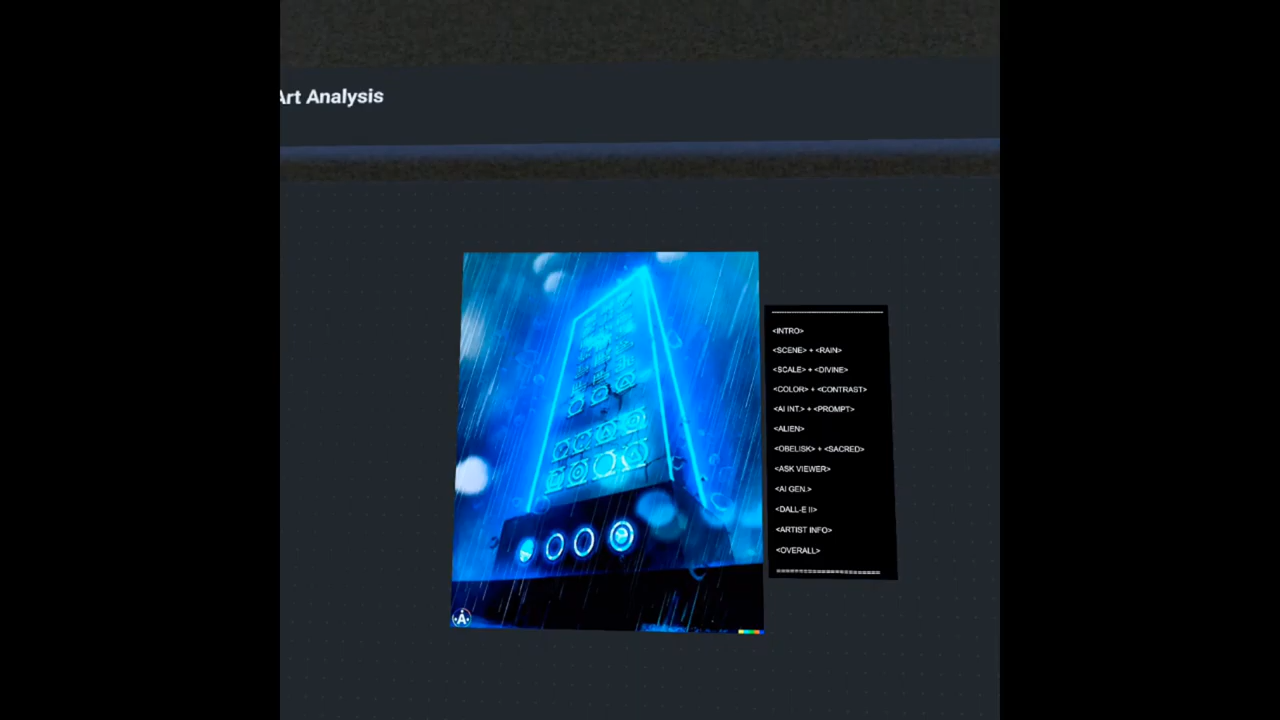 Art Analysis
<INTRO>
<SCENE> + <RAIN>
<SCALE> + <DIVINE>
<COLOR> + <CONTRAST>
<AI INT.> + <PROMPT>
<ALIEN>
<OBELISK> + <SACRED>
<ASK VIEWER>
<AI GEN.>
<DALL-E II>
<ARTIST INFO>
<OVERALL>
A